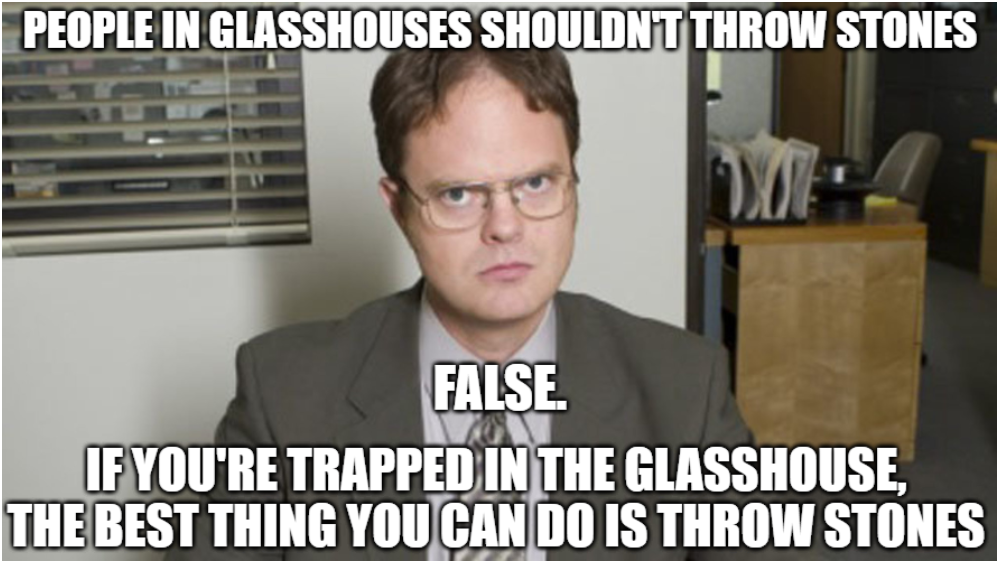 PEOPLE IN GLASSHOUSES SHOULDN'T THROW STONES
FALSE.
IF YOU'RE TRAPPED IN THE GLASSHOUSE,
THE BEST THING YOU CAN DO IS THROW STONES